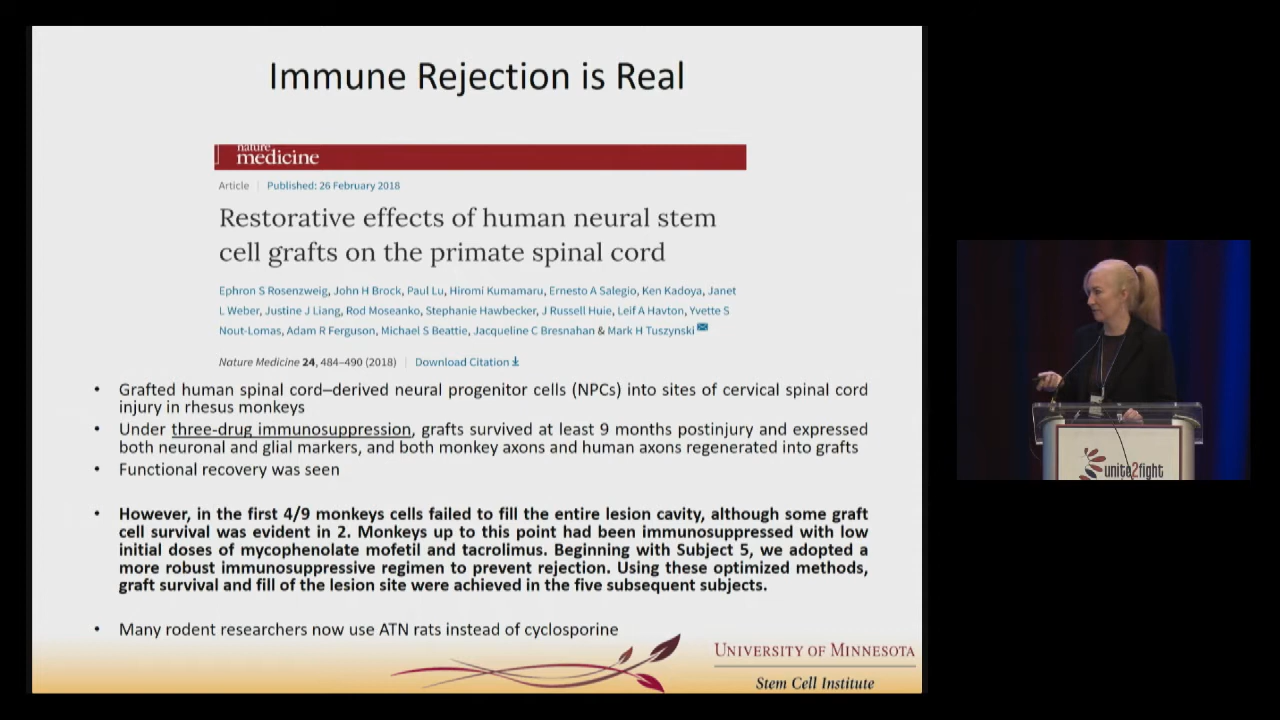 Immune Rejection is Real
nature
medicine
Article | Published: 26 February 2018
Restorative effects of human neural stem
cell grafts on the primate spinal cord
Ephron S Rosenzweig, John H Brock, Paul Lu, Hiromi Kumamaru, Ernesto A Salegio, Ken Kadoya, Janet
L Weber, Justine J Liang, Rod Moseanko, Stephanie Hawbecker, J Russell Huie, Leif A Havton, Yvette S
Nout-Lomas, Adam R Ferguson, Michael S Beattie, Jacqueline C Bresnahan & Mark H Tuszynski
Nature Medicine 24, 484–490 (2018) | Download Citation
• Grafted human spinal cord–derived neural progenitor cells (NPCs) into sites of cervical spinal cord
injury in rhesus monkeys
• Under three-drug immunosuppression, grafts survived at least 9 months postinjury and expressed
both neuronal and glial markers, and both monkey axons and human axons regenerated into grafts
• Functional recovery was seen
• However, in the first 4/9 monkeys cells failed to fill the entire lesion cavity, although some graft
cell survival was evident in 2. Monkeys up to this point had been immunosuppressed with low
initial doses of mycophenolate mofetil and tacrolimus. Beginning with Subject 5, we adopted a
more robust immunosuppressive regimen to prevent rejection. Using these optimized methods,
graft survival and fill of the lesion site were achieved in the five subsequent subjects.
• Many rodent researchers now use ATN rats instead of cyclosporine
UNIVERSITY OF MINNESOTA
Stem Cell Institute
unite2fight